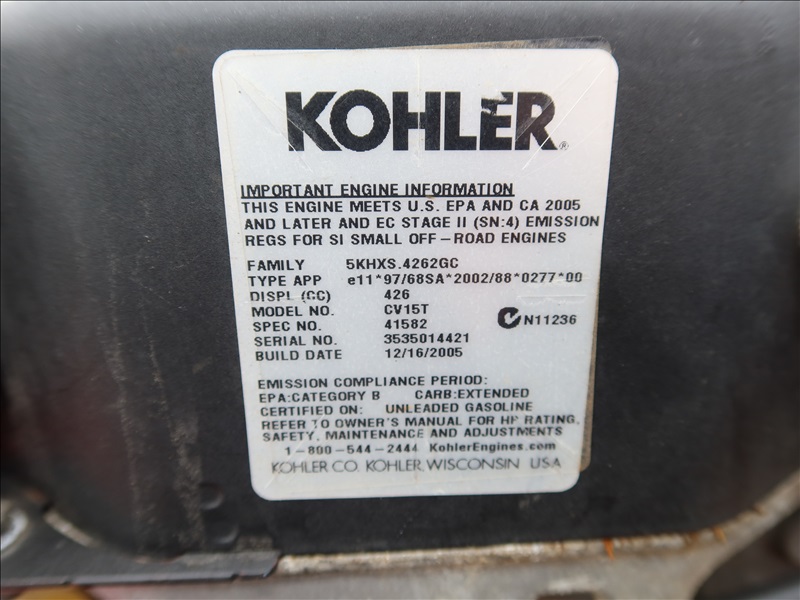 KOHLER®
IMPORTANT ENGINE INFORMATION
THIS ENGINE MEETS U.S. EPA AND CA 2005
AND LATER AND EC STAGE II (SN:4) EMISSION
REGS FOR SI SMALL OFF-ROAD ENGINES
FAMILY 5KHXS.4262GC
TYPE APP e11*97/68SA*2002/88*0277*00
DISPL (CC) 426
MODEL NO. CV15T
SPEC NO. 41582 N11236
SERIAL NO. 3535014421
BUILD DATE 12/16/2005
EMISSION COMPLIANCE PERIOD:
EPA:CATEGORY B CARB:EXTENDED
CERTIFIED ON: UNLEADED GASOLINE
REFER TO OWNER'S MANUAL FOR HP RATING,
SAFETY, MAINTENANCE AND ADJUSTMENTS
1-800-544-2444 KohlerEngines.com
KOHLER CO. KOHLER, WISCONSIN USA